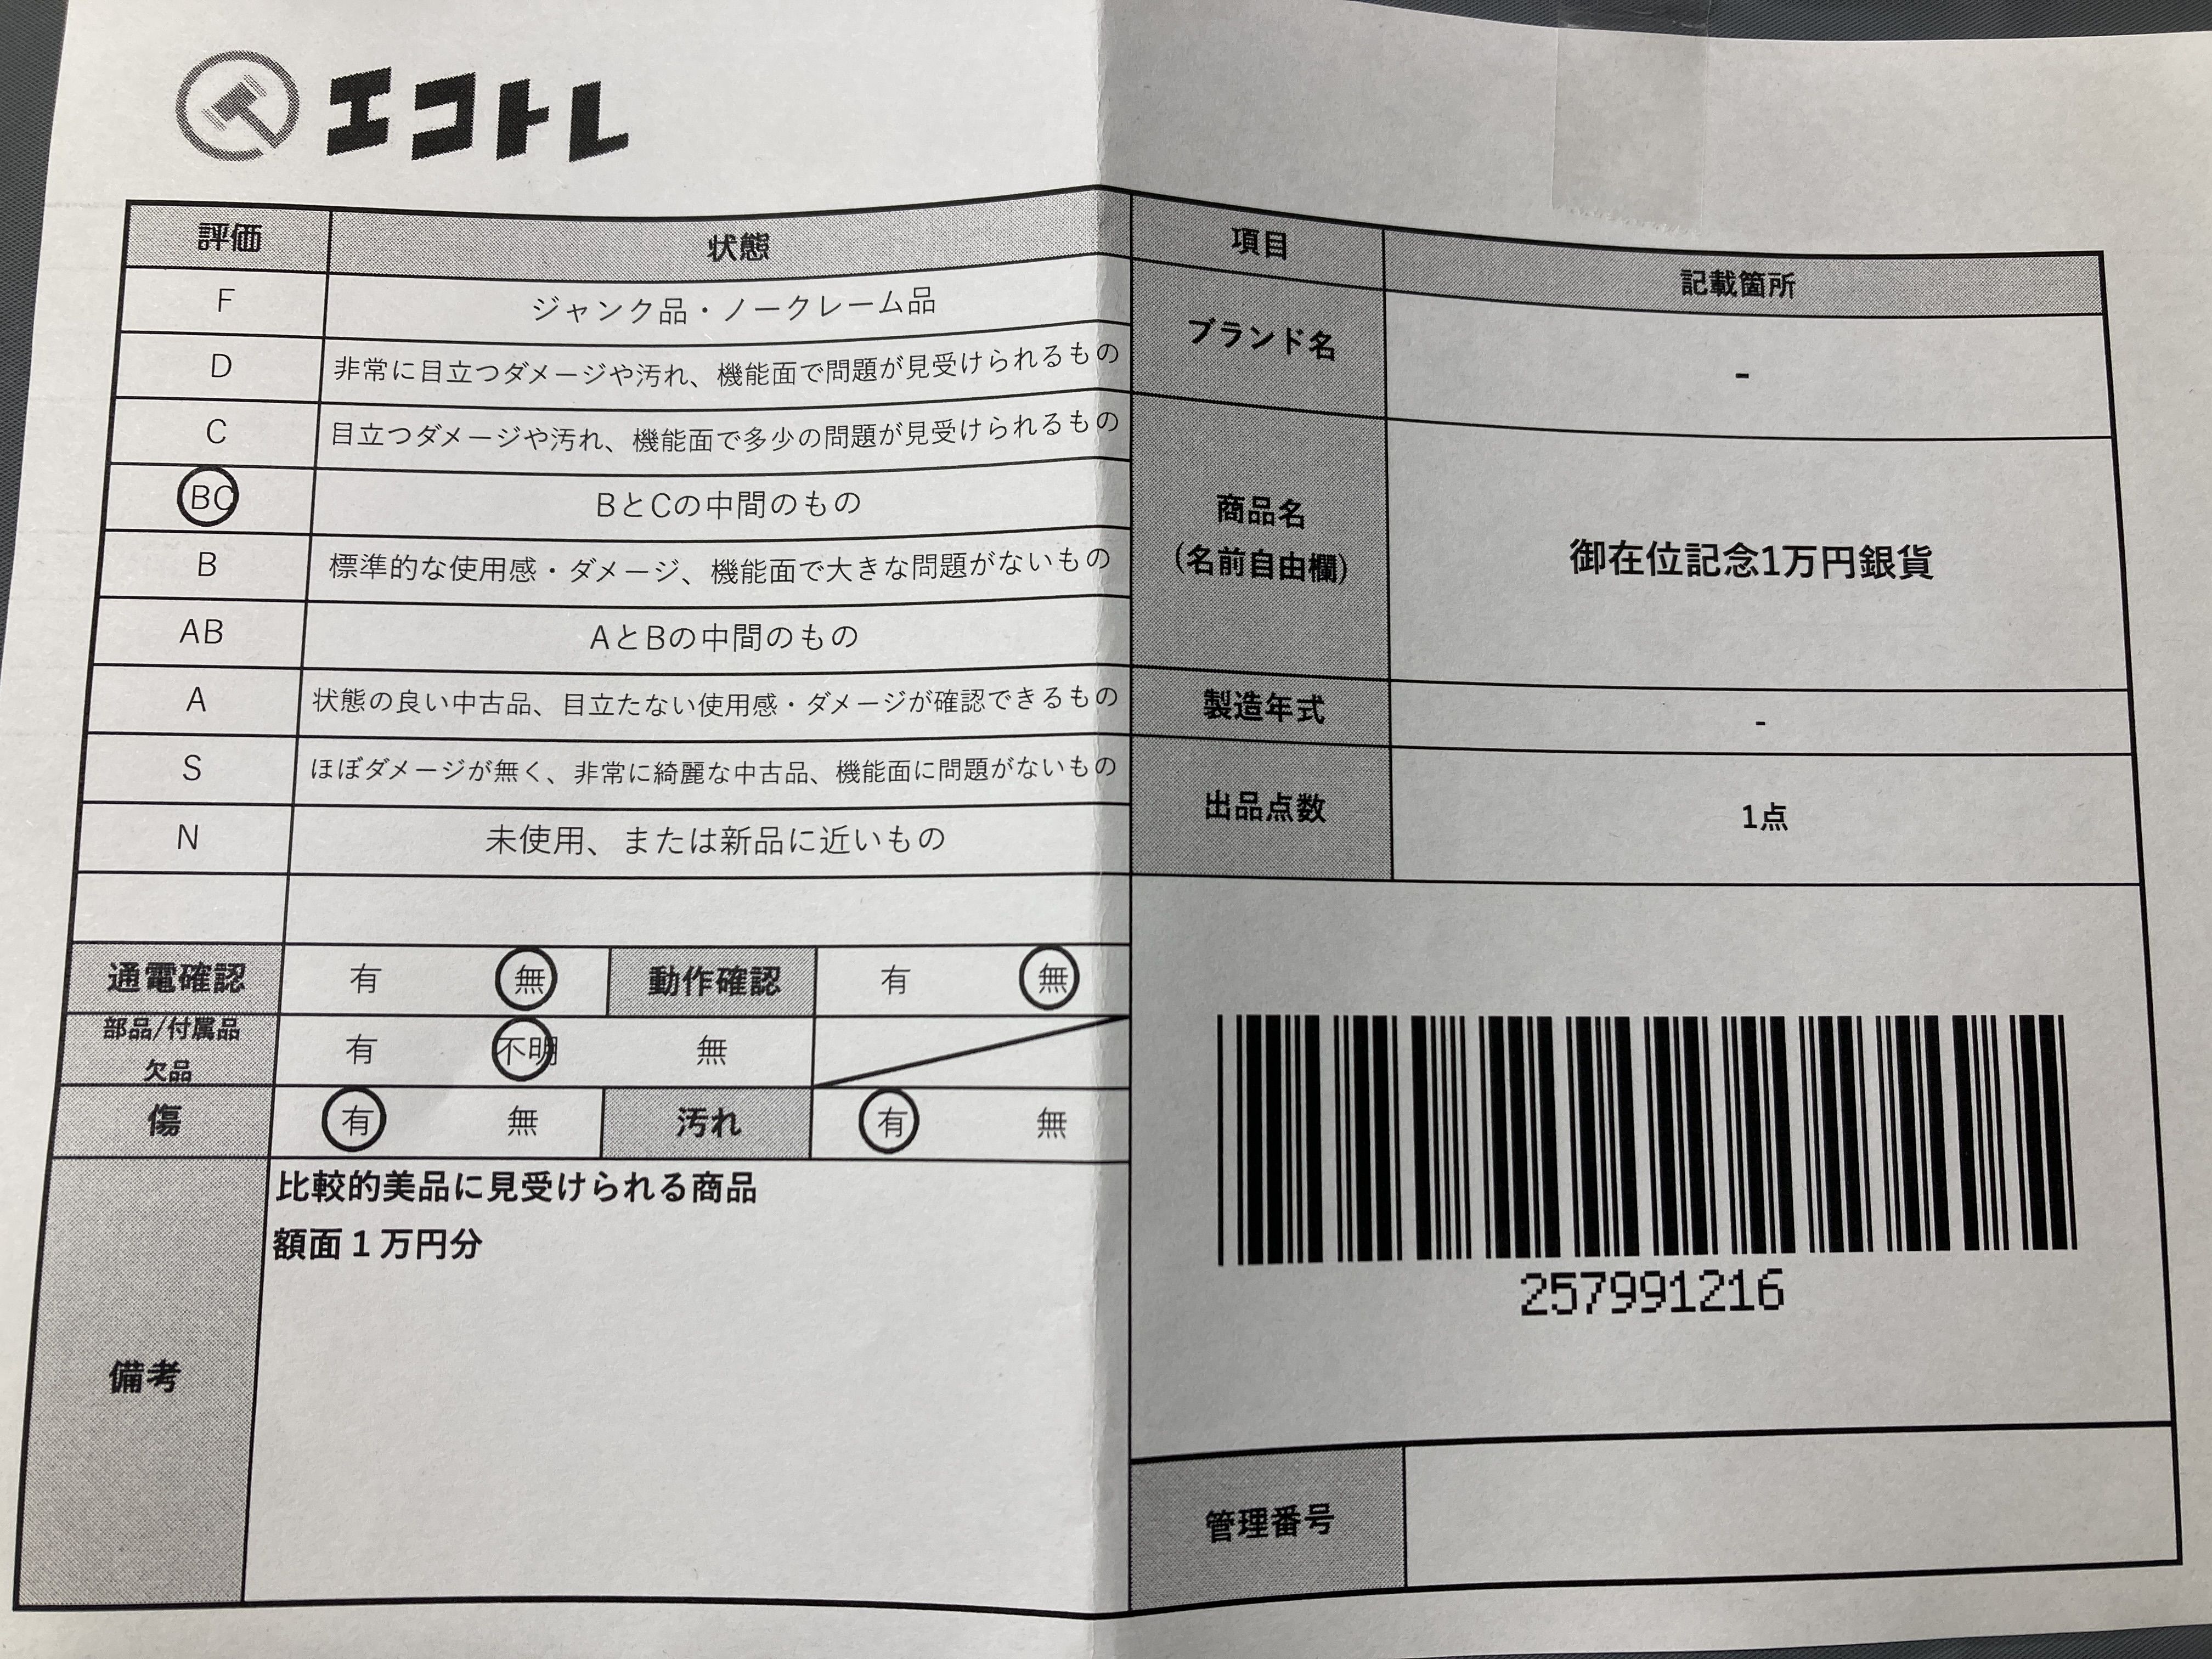 エコトレ
評価 状態
F ジャンク品・ノークレーム品
D 非常に目立つダメージや汚れ、機能面で問題が見受けられるもの
C 目立つダメージや汚れ、機能面で多少の問題が見受けられるもの
BC BとCの中間のもの
B 標準的な使用感・ダメージ、機能面で大きな問題がないもの
AB AとBの中間のもの
A 状態の良い中古品、目立たない使用感・ダメージが確認できるもの
S ほぼダメージが無く、非常に綺麗な中古品、機能面に問題がないもの
N 未使用、または新品に近いもの
通電確認 有 無 動作確認 有 無
部品/付属品
欠品 有 不明 無
傷 有 無 汚れ 有 無
備考
比較的美品に見受けられる商品
額面１万円分
項目 記載箇所
ブランド名 -
商品名
(名前自由欄)
御在位記念1万円銀貨
製造年式 -
出品点数 1点
257991216
管理番号